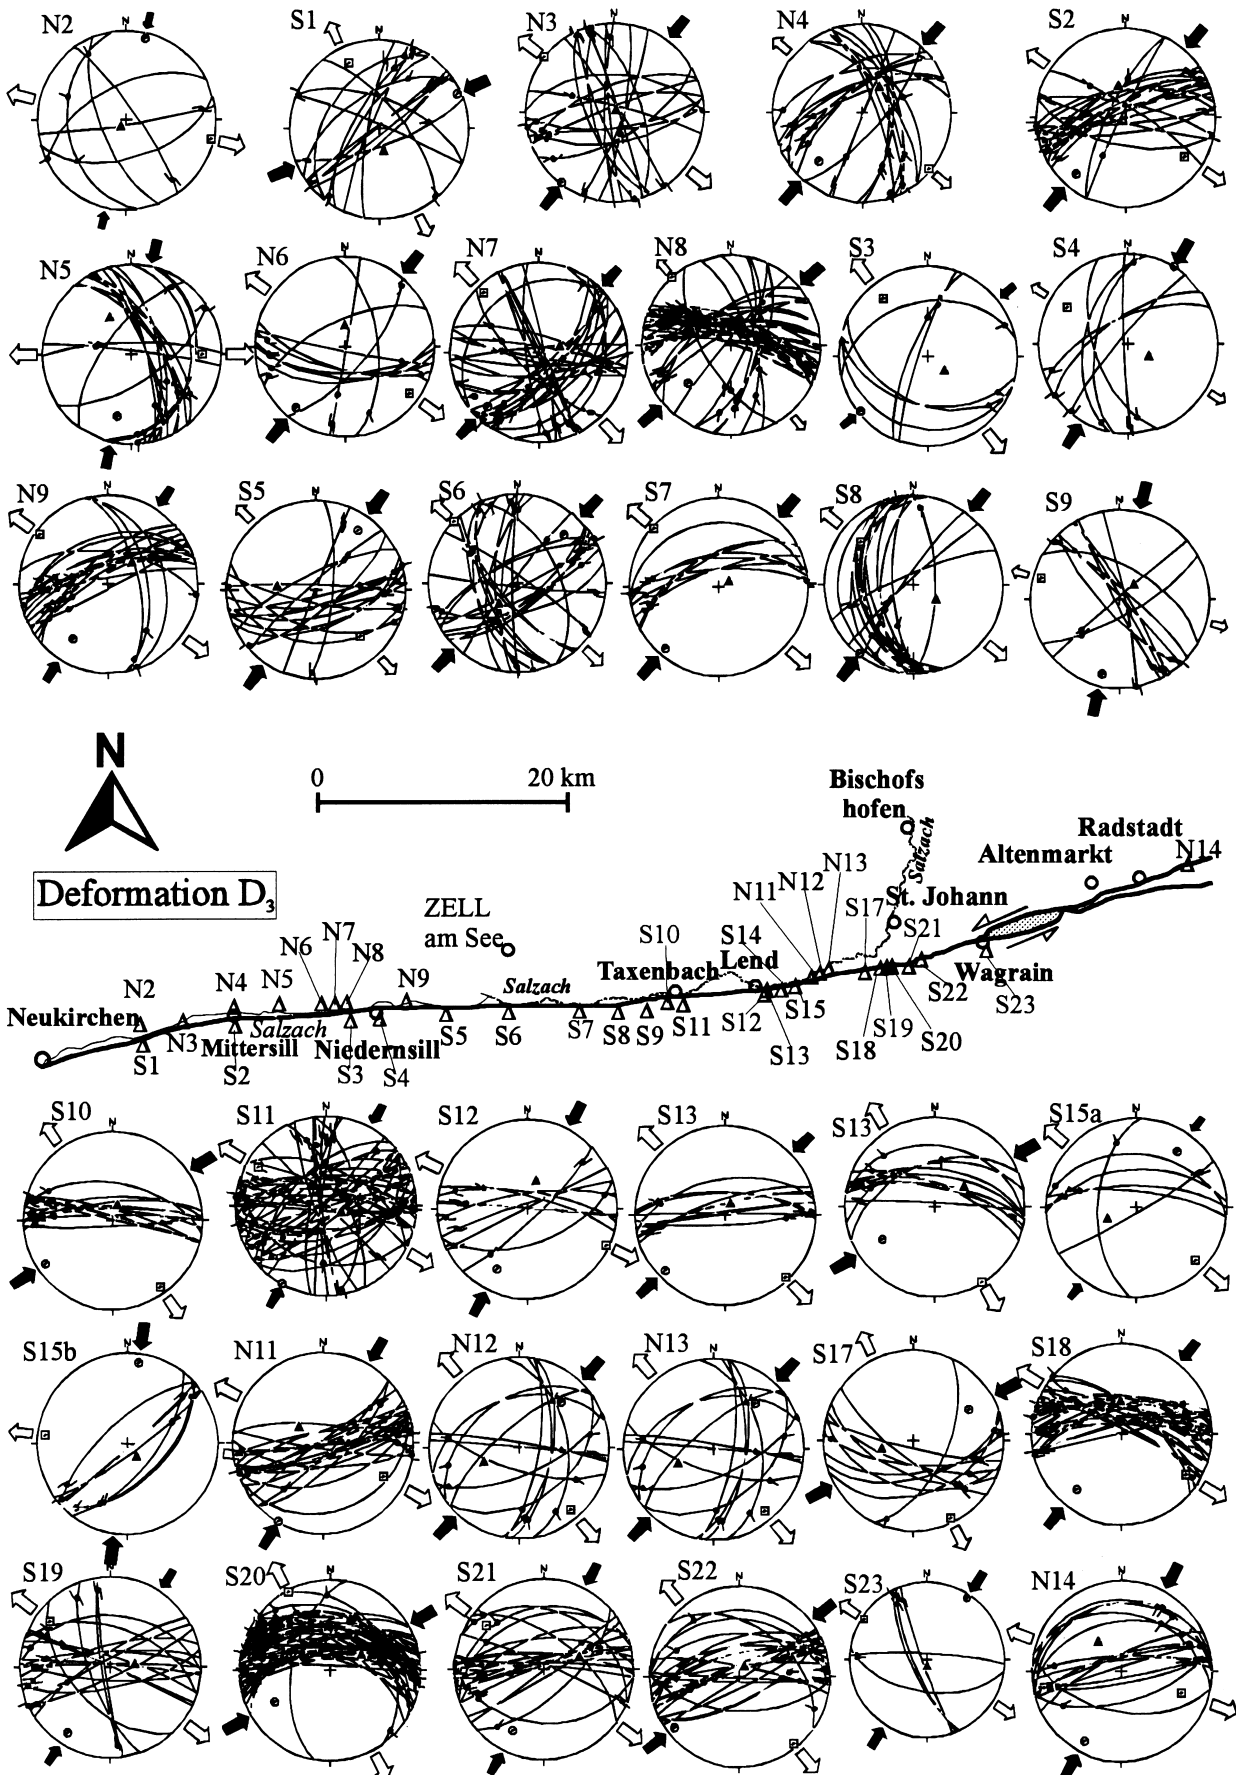 N2 S1 N3 N4 S2
N N N N N
N5 N6 N7 N8 S3 S4
N N N N N N
N9 S5 S6 S7 S8 S9
N N N N N N
N
0 20 km
Bischofs
hofen
Salzach
Radstadt
Altenmarkt
N14
N13
N12
N11
St. Johann
S17
S21
Deformation D3
ZELL
am See
N7
N6
N8
S10
S14
Lend
Taxenbach
N4 N5
N9
Salzach
Wagrain
N2
S15
S22
S23
Neukirchen
N3
Salzach
S5 S6 S7 S8 S9 S11
S12
Mittersill Niedernsill
S1
S2
S3 S4
S13
S18
S19
S20
S10 S11 S12 S13 S13 S15a
N N N N N N
S15b N11 N12 N13 S17 S18
N N N N N N
S19 S20 S21 S22 S23 N14
N N N N N N